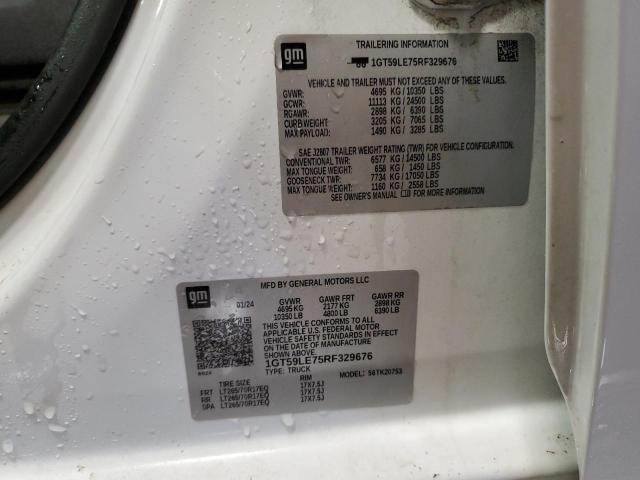 gm
TRAILERING INFORMATION
1GT59LE75RF329676
VEHICLE AND TRAILER MUST NOT EXCEED ANY OF THESE VALUES:
GVWR: 4695 KG / 10350 LBS
GCWR: 11113 KG / 24500 LBS
RGAWR: 2898 KG / 6390 LBS
CURB WEIGHT: 3205 KG / 7065 LBS
MAX PAYLOAD: 1490 KG / 3285 LBS
SAE J2807 TRAILER WEIGHT RATING (TWR) FOR VEHICLE CONFIGURATION:
CONVENTIONAL TWR: 6577 KG / 14500 LBS
MAX TONGUE WEIGHT: 658 KG / 1450 LBS
GOOSENECK TWR: 7734 KG / 17050 LBS
MAX TONGUE WEIGHT: 1160 KG / 2558 LBS
SEE OWNER'S MANUAL FOR MORE INFORMATION
gm
MFD BY GENERAL MOTORS LLC
01/24 GVWR GAWR FRT GAWR RR
4695 KG 2177 KG 2898 KG
10350 LB 4800 LB 6390 LB
THIS VEHICLE CONFORMS TO ALL
APPLICABLE U.S. FEDERAL MOTOR
VEHICLE SAFETY STANDARDS IN EFFECT
ON THE DATE OF MANUFACTURE
SHOWN ABOVE.
1GT59LE75RF329676
TYPE: TRUCK MODEL: 56TK20753
TIRE SIZE RIM
FRT LT265/70R17EQ 17X7.5J
RR LT265/70R17EQ 17X7.5J
SPA LT265/70R17EQ 17X7.5J